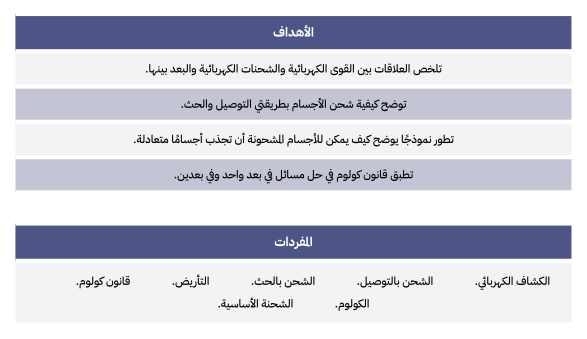 الأهداف
تلخص العلاقات بين القوى الكهربائية والشحنات الكهربائية والبعد بينها.
توضح كيفية شحن الأجسام بطريقتي التوصيل والحث.
تطور نموذجًا يوضح كيف يمكن للأجسام المشحونة أن تجذب أجسامًا متعادلة.
تطبق قانون كولوم في حل مسائل في بعد واحد وفي بعدين.
المفردات
الكشاف الكهربائي. الشحن بالتوصيل. الشحن بالحث. التأريض. قانون كولوم.
الكولوم. الشحنة الأساسية.